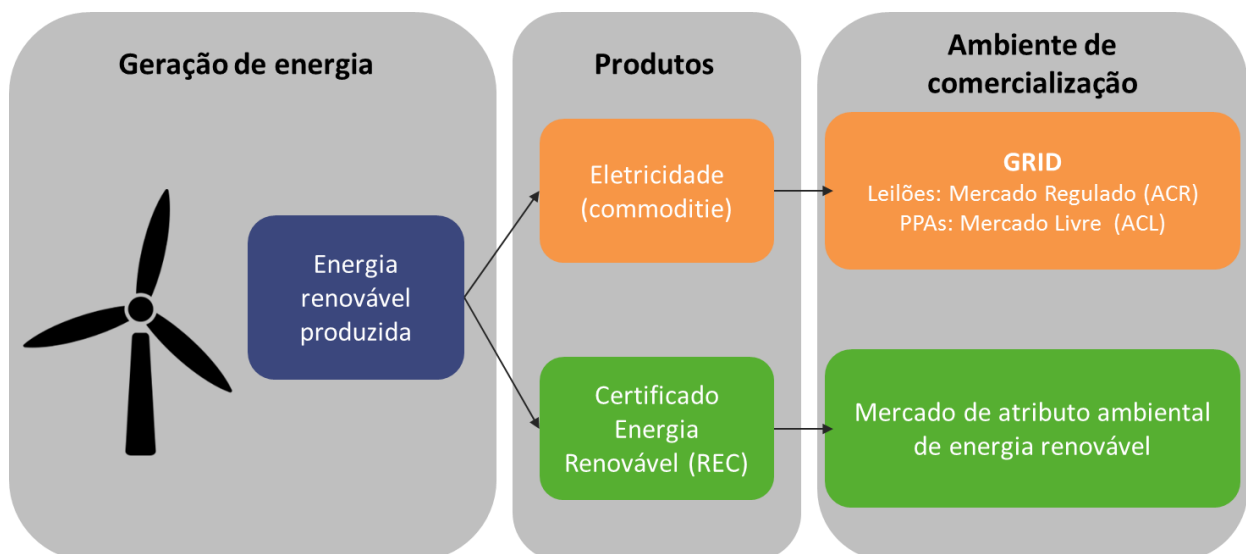 Geração de energia
Energia
renovável
produzida
Produtos
Eletricidade
(commoditie)
Certificado
Energia
Renovável (REC)
Ambiente de
comercialização
GRID
Leilões: Mercado Regulado (ACR)
PPAs: Mercado Livre (ACL)
Mercado de atributo ambiental
de energia renovável